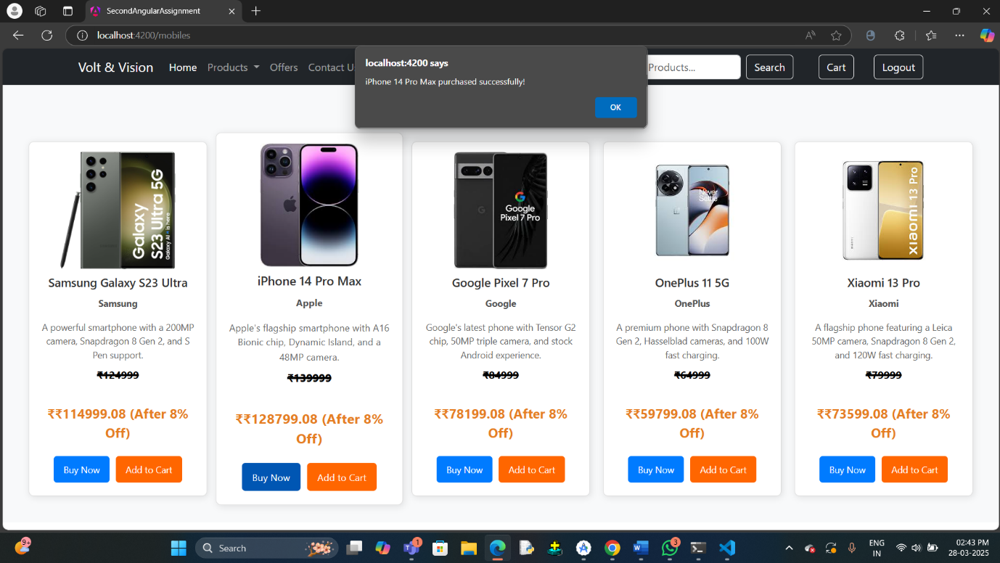 SecondAngularAssignment
localhost:4200/mobiles
Volt & Vision Home Products Offers Contact U Products... Search Cart Logout
localhost:4200 says
iPhone 14 Pro Max purchased successfully!
OK
Galaxy
S23 Ultra 5G
Galaxy AI is here
Samsung Galaxy S23 Ultra
Samsung
A powerful smartphone with a 200MP
camera, Snapdragon 8 Gen 2, and S
Pen support.
₹124999
₹₹114999.08 (After 8%
Off)
Buy Now Add to Cart
iPhone 14 Pro Max
Apple
Apple's flagship smartphone with A16
Bionic chip, Dynamic Island, and a
48MP camera.
₹139999
₹₹128799.08 (After 8%
Off)
Buy Now Add to Cart
Google
Pixel 7 Pro
Google Pixel 7 Pro
Google
Google's latest phone with Tensor G2
chip, 50MP triple camera, and stock
Android experience.
₹84999
₹₹78199.08 (After 8%
Off)
Buy Now Add to Cart
Never
Settle
OnePlus 11 5G
OnePlus
A premium phone with Snapdragon 8
Gen 2, Hasselblad cameras, and 100W
fast charging.
₹64999
₹₹59799.08 (After 8%
Off)
Buy Now Add to Cart
Xiaomi 13 Pro
Xiaomi 13 Pro
Xiaomi
A flagship phone featuring a Leica
50MP camera, Snapdragon 8 Gen 2,
and 120W fast charging.
₹79999
₹₹73599.08 (After 8%
Off)
Buy Now Add to Cart
9+
Search
1
3
ENG
IN
02:43 PM
28-03-2025